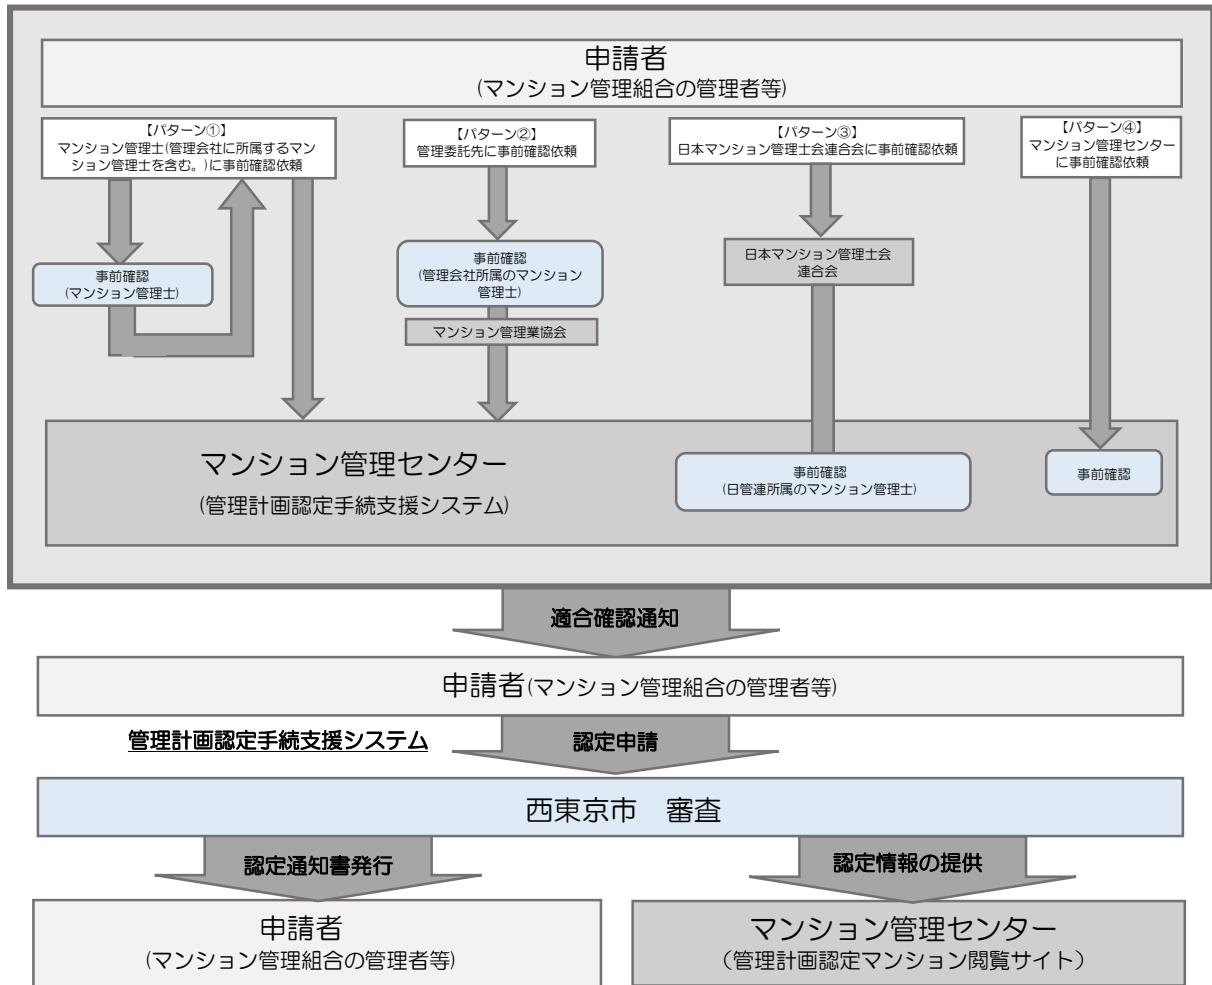 申請者
(マンション管理組合の管理者等)
【パターン①】
マンション管理士(管理会社に所属するマン
ション管理士を含む。)に事前確認依頼
【パターン②】
管理委託先に事前確認依頼
【パターン③】
日本マンション管理士会連合会に事前確認依頼
【パターン④】
マンション管理センター
に事前確認依頼
事前確認
(マンション管理士)
事前確認
(管理会社所属のマンション
管理士)
マンション管理業協会
日本マンション管理士会
連合会
マンション管理センター
(管理計画認定手続支援システム)
事前確認
(日管連所属のマンション管理士)
事前確認
適合確認通知
申請者(マンション管理組合の管理者等)
管理計画認定手続支援システム
認定申請
西東京市　審査
認定通知書発行
認定情報の提供
申請者
(マンション管理組合の管理者等)
マンション管理センター
（管理計画認定マンション閲覧サイト）